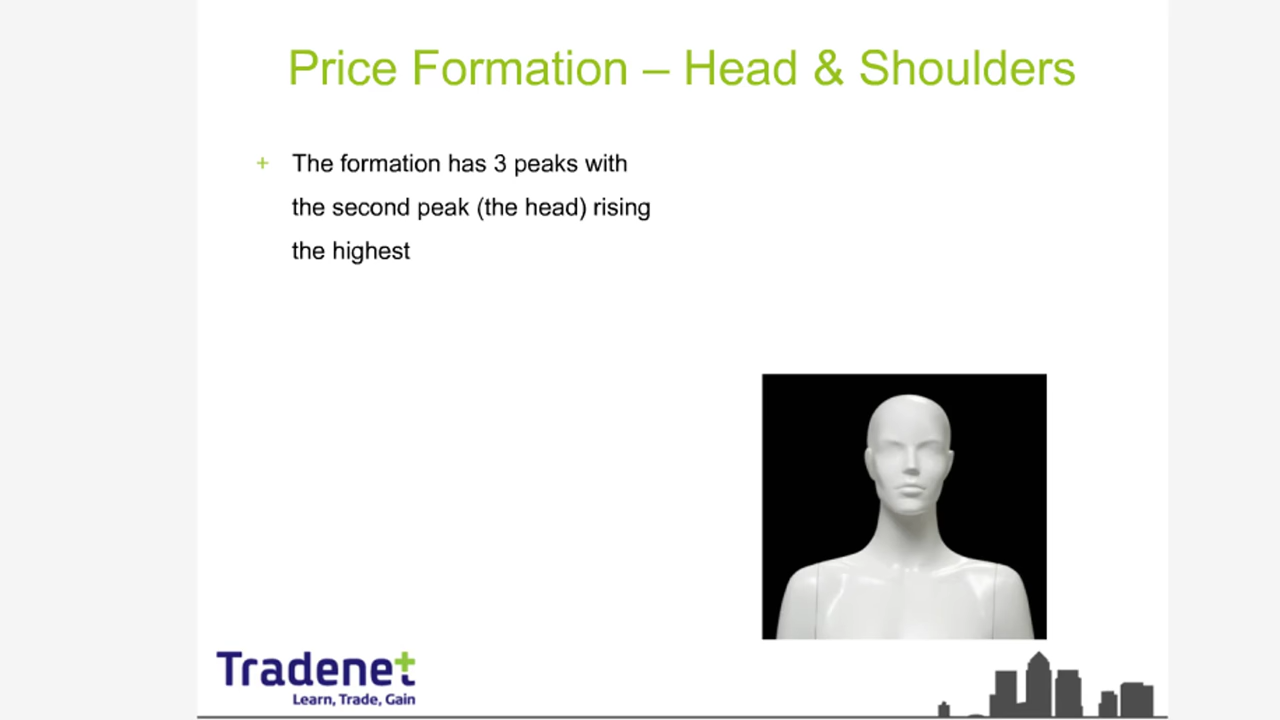 Price Formation – Head & Shoulders
+ The formation has 3 peaks with
the second peak (the head) rising
the highest
Tradenet
Learn, Trade, Gain